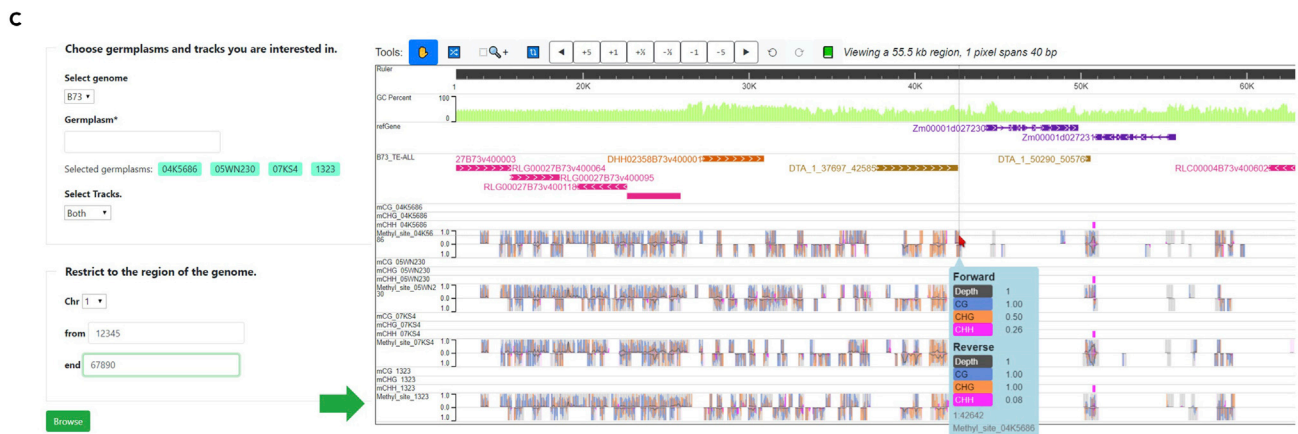 C
Choose germplasms and tracks you are interested in.
Select genome
B73
Germplasm*
Selected germplasms: 04K5686 05WN230 07KS4 1323
Select Tracks.
Both
Restrict to the region of the genome.
Chr 1
from 12345
end 67890
Browse
Tools: + +5 +1 +⅓ -⅓ -1 -5 Viewing a 55.5 kb region, 1 pixel spans 40 bp
Ruler
1 20K 30K 40K 50K 60K
GC Percent 100
0
refGene Zm00001d027230
Zm00001d027231
B73_TE-ALL 27B73v400003 DHH02358B73v400001 DTA_1_37697_42585 DTA_1_50290_50576
RLG00027B73v400064 RLC00004B73v400602
RLG00027B73v400095
RLG00027B73v400118
mCG_04K5686
mCHG_04K5686
mCHH_04K5686
Methyl_site_04K56
86 1.0
0.0
1.0
mCG_05WN230
mCHG_05WN230
mCHH_05WN230
Methyl_site_05WN2
30 1.0
0.0
1.0
mCG_07KS4
mCHG_07KS4
mCHH_07KS4
Methyl_site_07KS4 1.0
0.0
1.0
mCG_1323
mCHG_1323
mCHH_1323
Methyl_site_1323 1.0
0.0
1.0
Forward
Depth 1
CG 1.00
CHG 0.50
CHH 0.26
Reverse
Depth 1
CG 1.00
CHG 1.00
CHH 0.08
1:42642
Methyl_site_04K5686